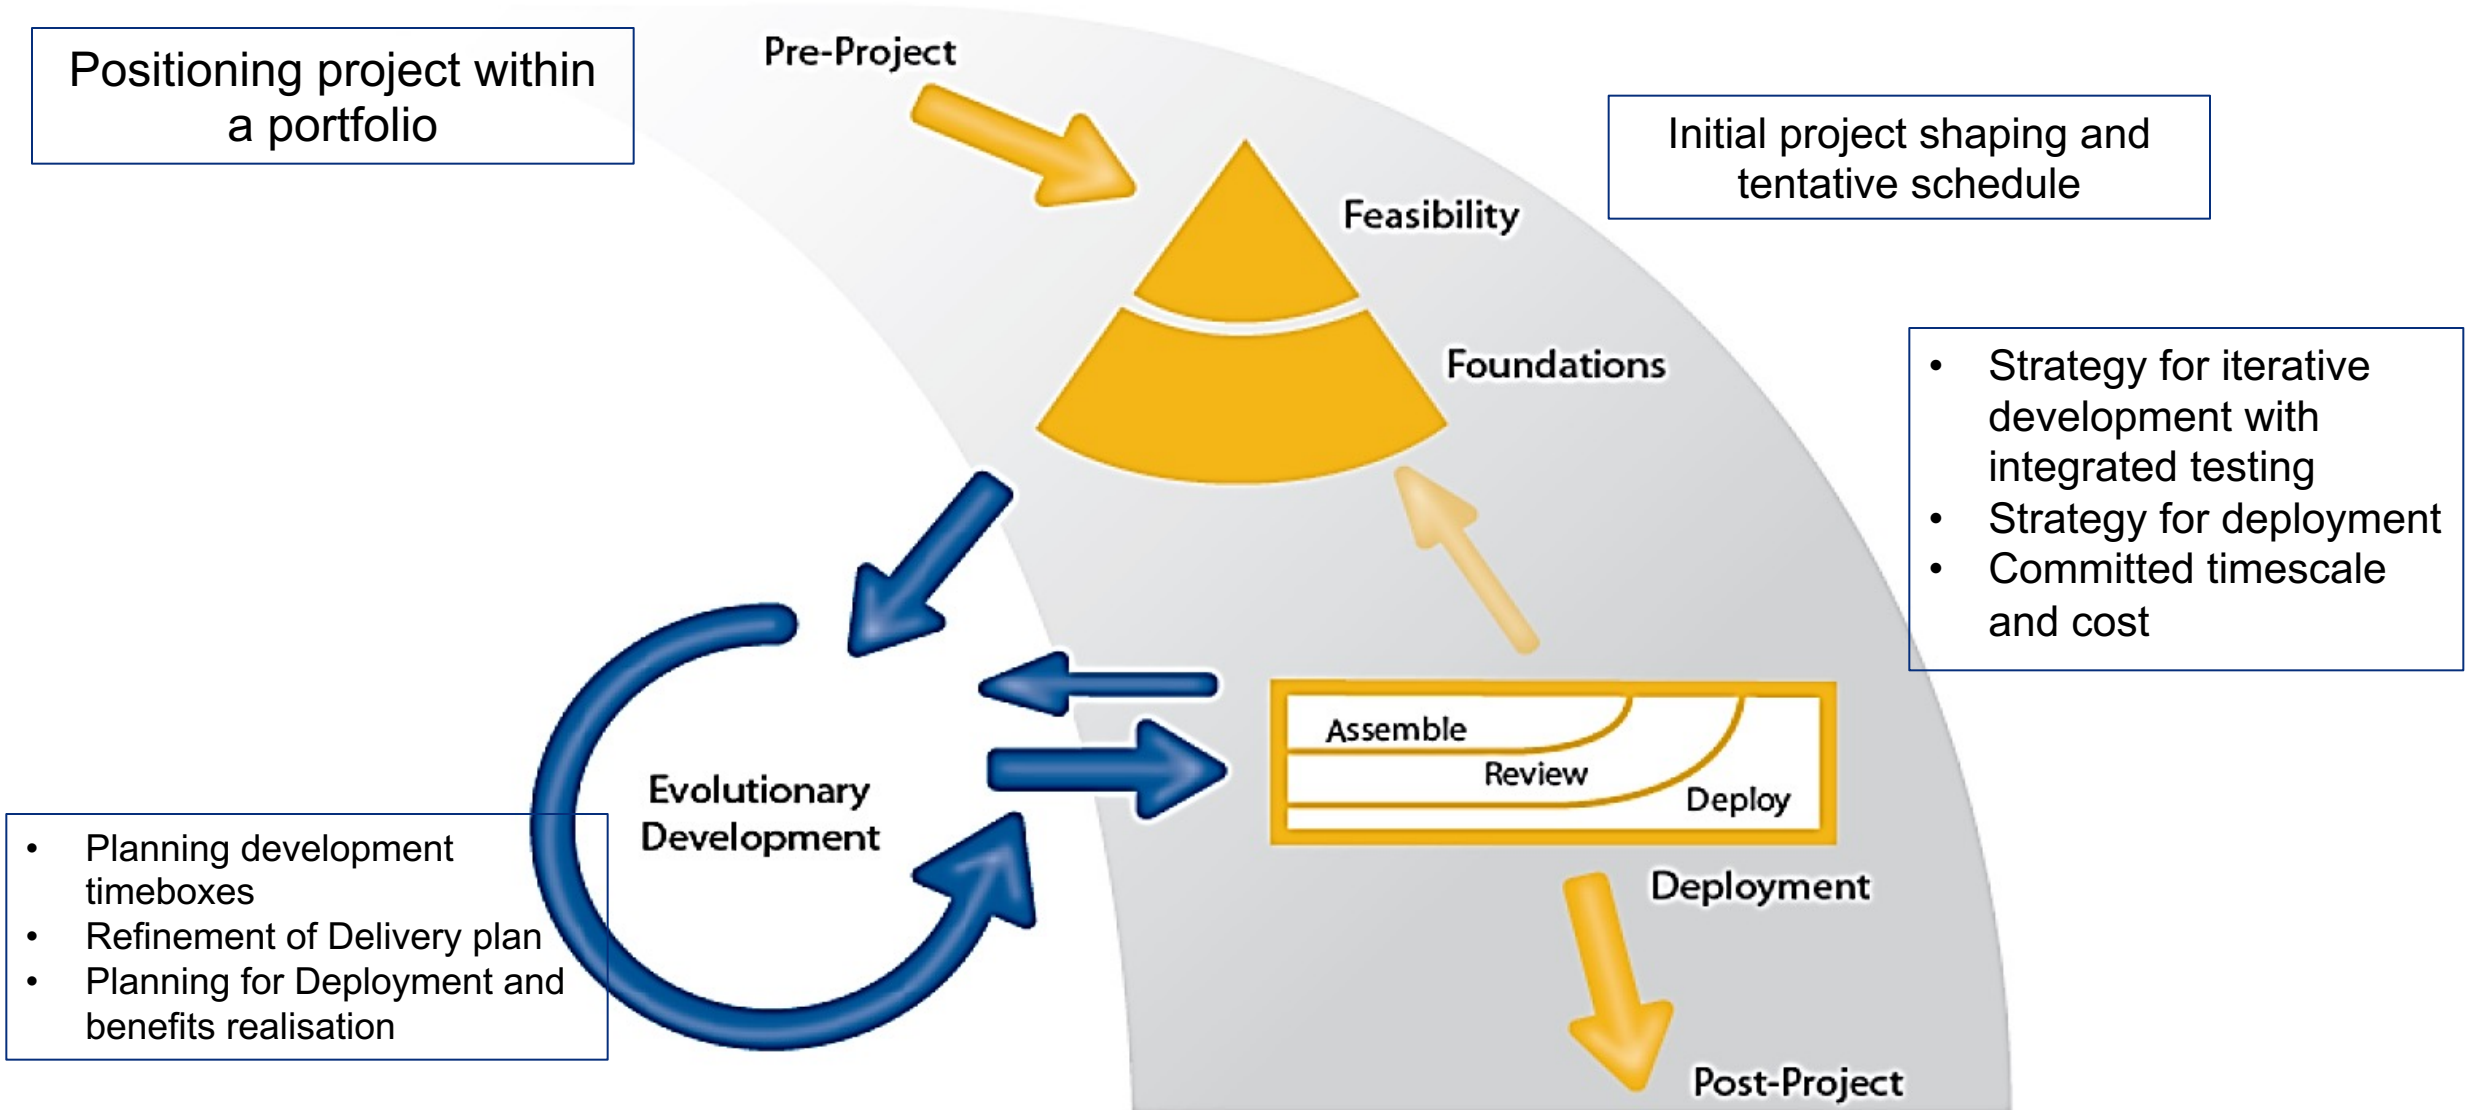 Positioning project within
a portfolio
Pre-Project
Initial project shaping and
tentative schedule
Feasibility
Foundations
• Strategy for iterative
development with
integrated testing
• Strategy for deployment
• Committed timescale
and cost
Assemble
Review
Deploy
Evolutionary
Development
• Planning development
timeboxes
• Refinement of Delivery plan
• Planning for Deployment and
benefits realisation
Deployment
Post-Project